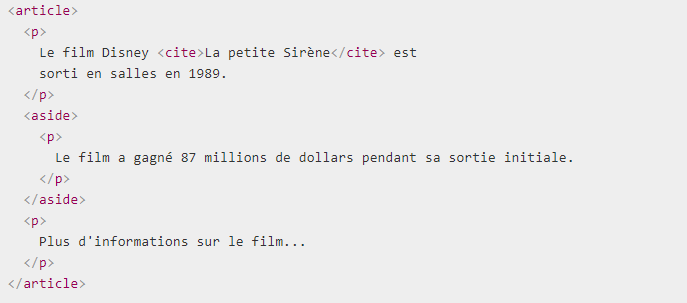 <article>
  <p>
    Le film Disney <cite>La petite Sirène</cite> est
    sorti en salles en 1989.
  </p>
  <aside>
    <p>
      Le film a gagné 87 millions de dollars pendant sa sortie initiale.
    </p>
  </aside>
  <p>
    Plus d'informations sur le film...
  </p>
</article>